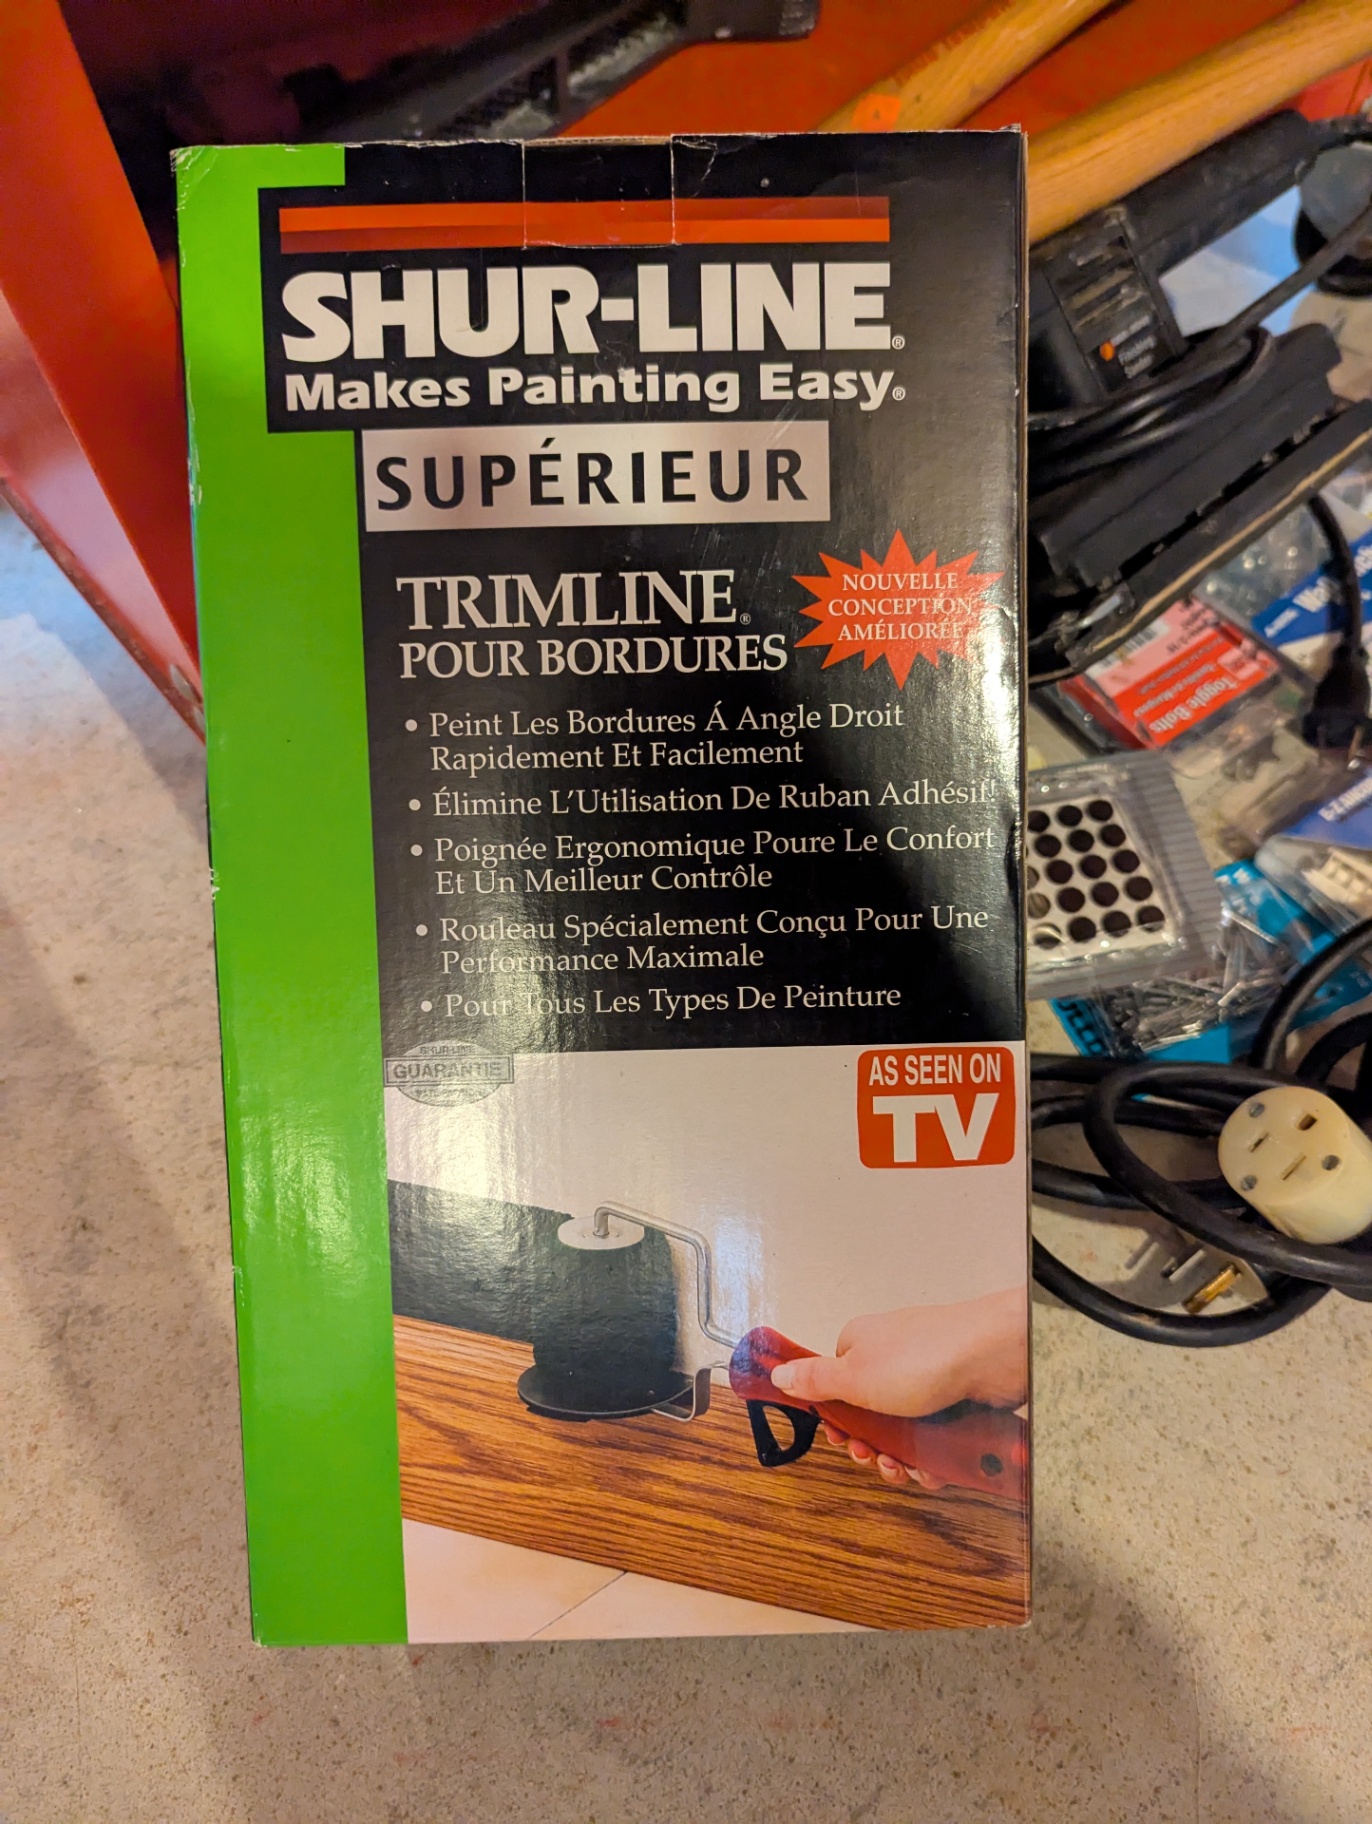 SHUR-LINE®
Makes Painting Easy®
SUPÉRIEUR
TRIMLINE®
POUR BORDURES
NOUVELLE
CONCEPTION
AMÉLIORÉE
• Peint Les Bordures Á Angle Droit
Rapidement Et Facilement
• Élimine L'Utilisation De Ruban Adhésif!
• Poignée Ergonomique Poure Le Confort
Et Un Meilleur Contrôle
• Rouleau Spécialement Conçu Pour Une
Performance Maximale
• Pour Tous Les Types De Peinture
SHUR-LINE
GUARANTIE
AS SEEN ON
TV
Toggle Bolts